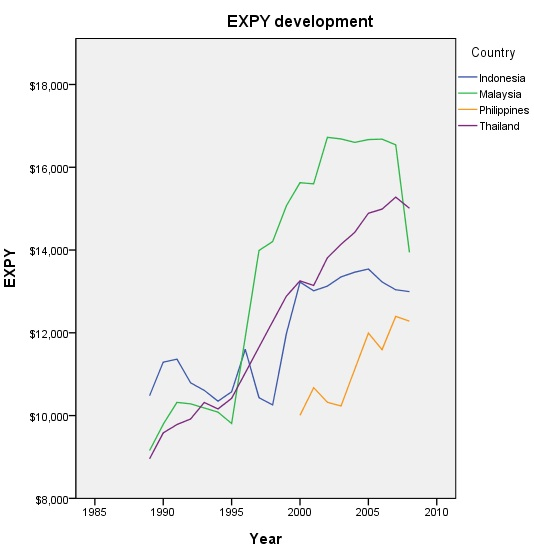 EXPY development
Country
Indonesia
Malaysia
Philippines
Thailand
$18,000
$16,000
$14,000
$12,000
$10,000
$8,000
EXPY
1985 1990 1995 2000 2005 2010
Year